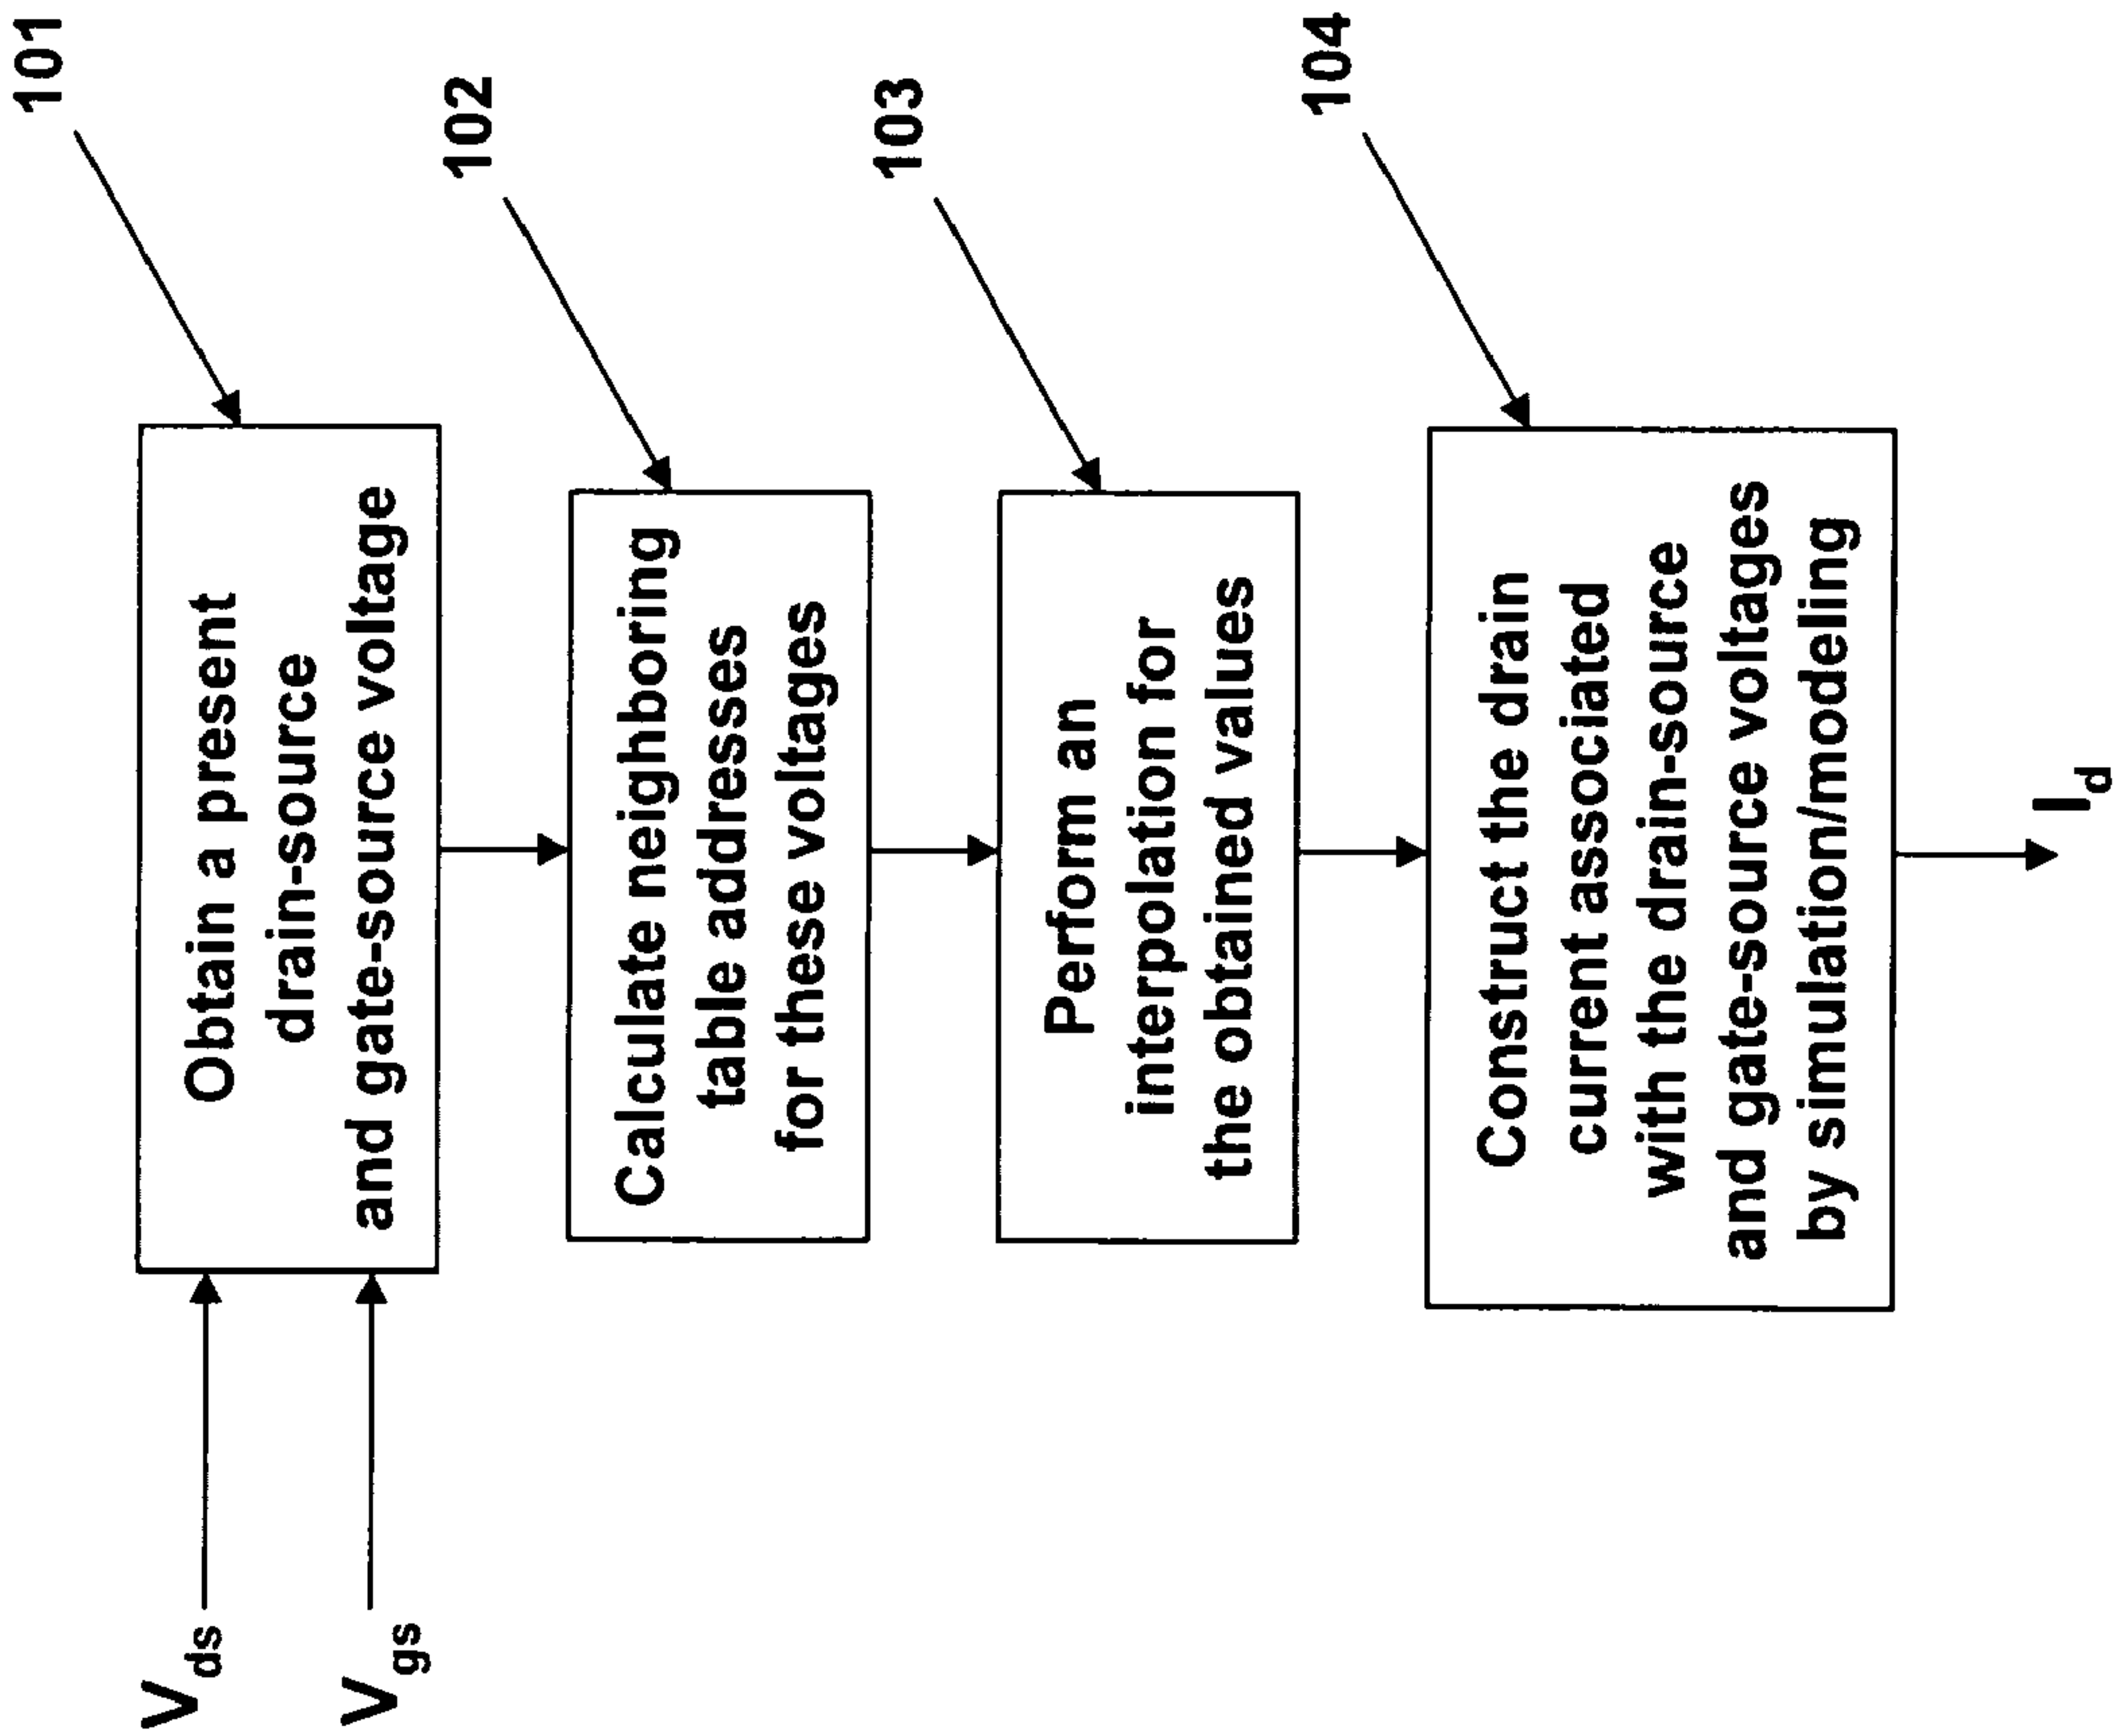 V_ds
V_gs
Obtain a present
drain-source
and gate-source voltage
101
Calculate neighboring
table addresses
for these voltages
102
Perform an
interpolation for
the obtained values
103
Construct the drain
current associated
with the drain-source
and gate-source voltages
by simulation/modeling
104
I_d